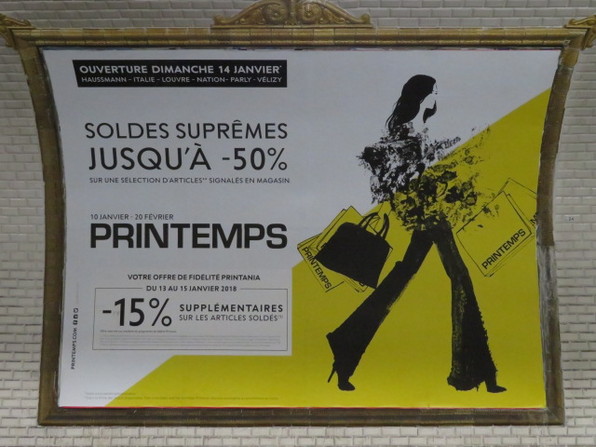 OUVERTURE DIMANCHE 14 JANVIER*
HAUSSMANN - ITALIE - LOUVRE - NATION - PARLY - VÉLIZY
SOLDES SUPRÊMES
JUSQU'À -50%
SUR UNE SÉLECTION D'ARTICLES** SIGNALÉS EN MAGASIN
10 JANVIER - 20 FÉVRIER
PRINTEMPS
VOTRE OFFRE DE FIDÉLITÉ PRINTANIA
DU 13 AU 15 JANVIER 2018
-15% SUPPLÉMENTAIRES
SUR LES ARTICLES SOLDÉS
PRINTEMPS.COM
PRINTEMPS
PRINTEMPS